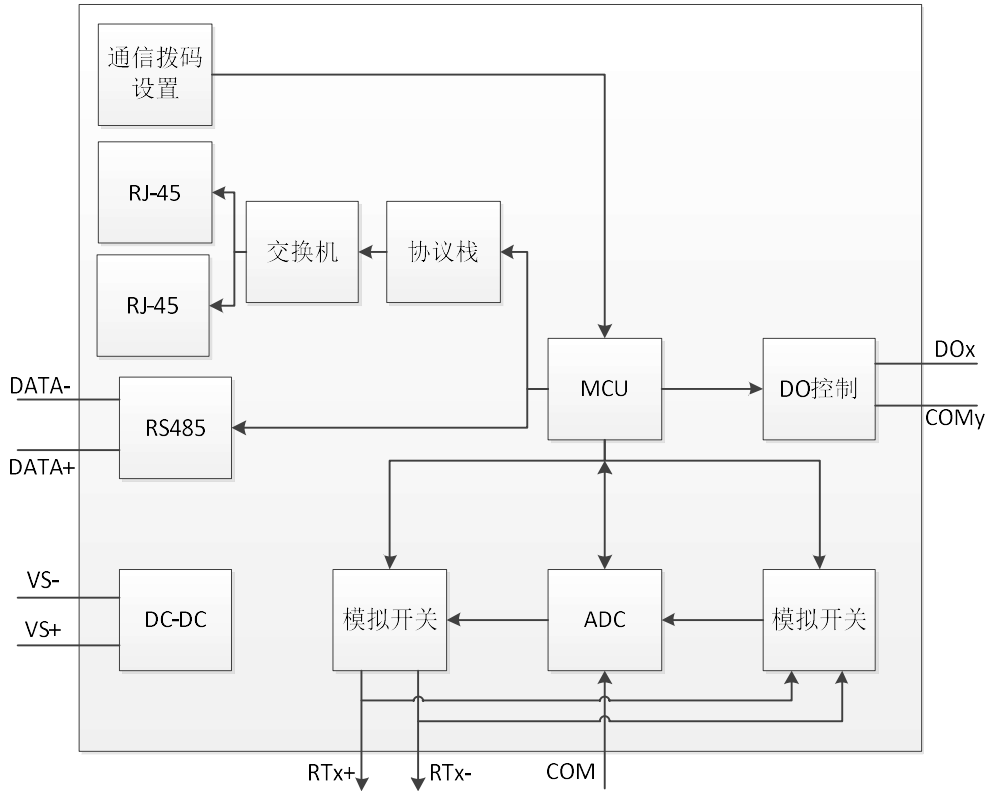 通信拨码
设置
RJ-45
交换机
协议栈
RJ-45
MCU
DO控制
DOx
COMy
DATA-
RS485
DATA+
VS-
VS+
DC-DC
模拟开关
ADC
模拟开关
RTx+
RTx-
COM